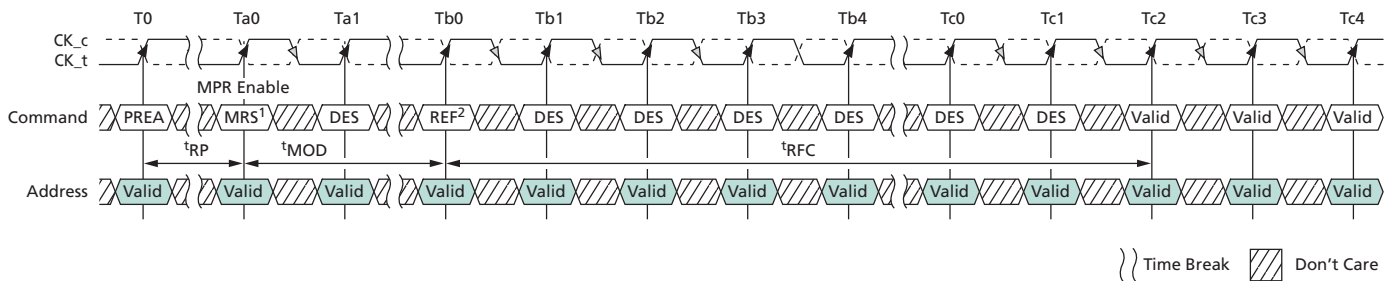 T0 Ta0 Ta1 Tb0 Tb1 Tb2 Tb3 Tb4 Tc0 Tc1 Tc2 Tc3 Tc4
CK_c
CK_t
MPR Enable
Command PREA MRS1 DES REF2 DES DES DES DES DES DES Valid Valid Valid
tRP tMOD tRFC
Address Valid Valid Valid Valid Valid Valid Valid Valid Valid Valid Valid Valid Valid
Time Break Don't Care